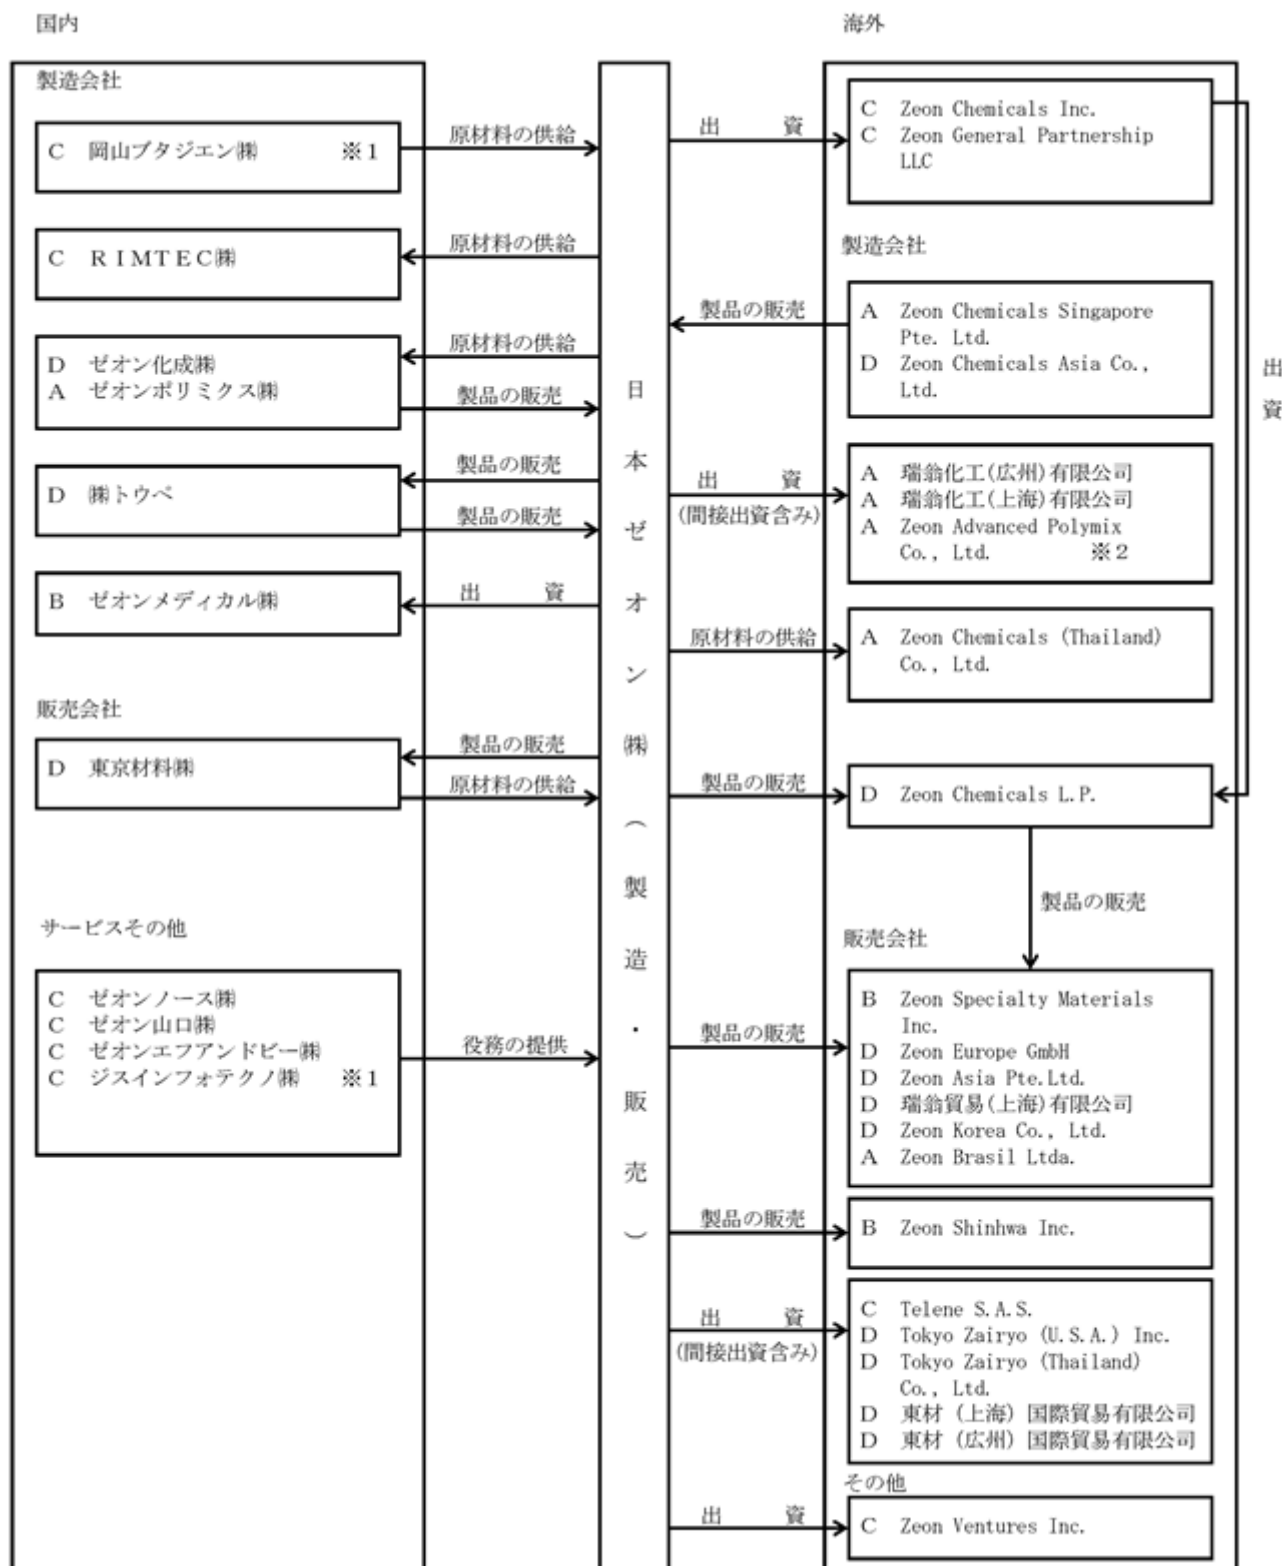 国内
製造会社
C 岡山ブタジエン㈱ ※1
原材料の供給
C RIMTEC㈱
原材料の供給
D ゼオン化成㈱
A ゼオンポリミクス㈱
原材料の供給
製品の販売
D ㈱トウペ
製品の販売
製品の販売
B ゼオンメディカル㈱
出資
販売会社
D 東京材料㈱
製品の販売
原材料の供給
サービスその他
C ゼオンノース㈱
C ゼオン山口㈱
C ゼオンエフアンドビー㈱
C ジスインフォテクノ㈱ ※1
役務の提供
日本ゼオン㈱(製造・販売)
海外
出資
C Zeon Chemicals Inc.
C Zeon General Partnership
LLC
出資
製造会社
製品の販売
A Zeon Chemicals Singapore
Pte. Ltd.
D Zeon Chemicals Asia Co.,
Ltd.
出資
(間接出資含み)
A 瑞翁化工(広州)有限公司
A 瑞翁化工(上海)有限公司
A Zeon Advanced Polymix
Co., Ltd. ※2
原材料の供給
A Zeon Chemicals (Thailand)
Co., Ltd.
製品の販売
D Zeon Chemicals L.P.
製品の販売
販売会社
製品の販売
B Zeon Specialty Materials
Inc.
D Zeon Europe GmbH
D Zeon Asia Pte.Ltd.
D 瑞翁貿易(上海)有限公司
D Zeon Korea Co., Ltd.
A Zeon Brasil Ltda.
製品の販売
B Zeon Shinhwa Inc.
出資
(間接出資含み)
C Telene S.A.S.
D Tokyo Zairyo (U.S.A.) Inc.
D Tokyo Zairyo (Thailand)
Co., Ltd.
D 東材(上海)国際貿易有限公司
D 東材(広州)国際貿易有限公司
その他
出資
C Zeon Ventures Inc.